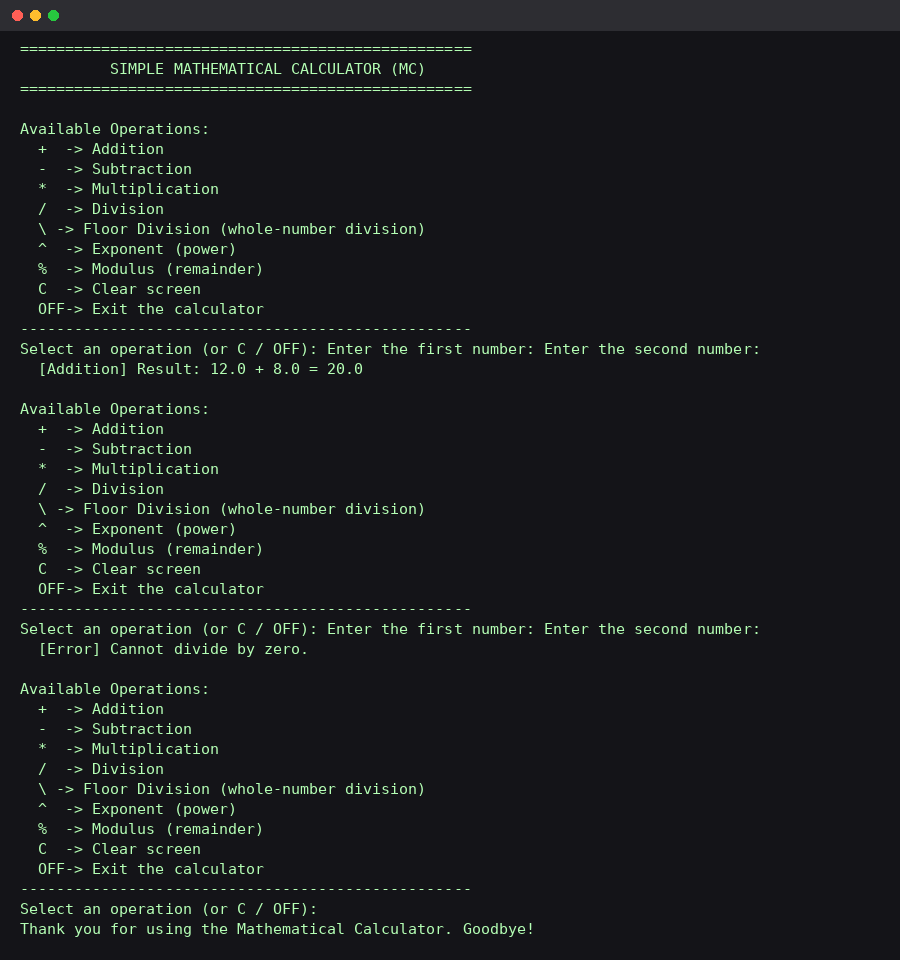 ==================================================
          SIMPLE MATHEMATICAL CALCULATOR (MC)
==================================================

Available Operations:
  +  -> Addition
  -  -> Subtraction
  *  -> Multiplication
  /  -> Division
  \ -> Floor Division (whole-number division)
  ^  -> Exponent (power)
  %  -> Modulus (remainder)
  C  -> Clear screen
  OFF-> Exit the calculator
--------------------------------------------------
Select an operation (or C / OFF): Enter the first number: Enter the second number:
  [Addition] Result: 12.0 + 8.0 = 20.0

Available Operations:
  +  -> Addition
  -  -> Subtraction
  *  -> Multiplication
  /  -> Division
  \ -> Floor Division (whole-number division)
  ^  -> Exponent (power)
  %  -> Modulus (remainder)
  C  -> Clear screen
  OFF-> Exit the calculator
--------------------------------------------------
Select an operation (or C / OFF): Enter the first number: Enter the second number:
  [Error] Cannot divide by zero.

Available Operations:
  +  -> Addition
  -  -> Subtraction
  *  -> Multiplication
  /  -> Division
  \ -> Floor Division (whole-number division)
  ^  -> Exponent (power)
  %  -> Modulus (remainder)
  C  -> Clear screen
  OFF-> Exit the calculator
--------------------------------------------------
Select an operation (or C / OFF):
Thank you for using the Mathematical Calculator. Goodbye!